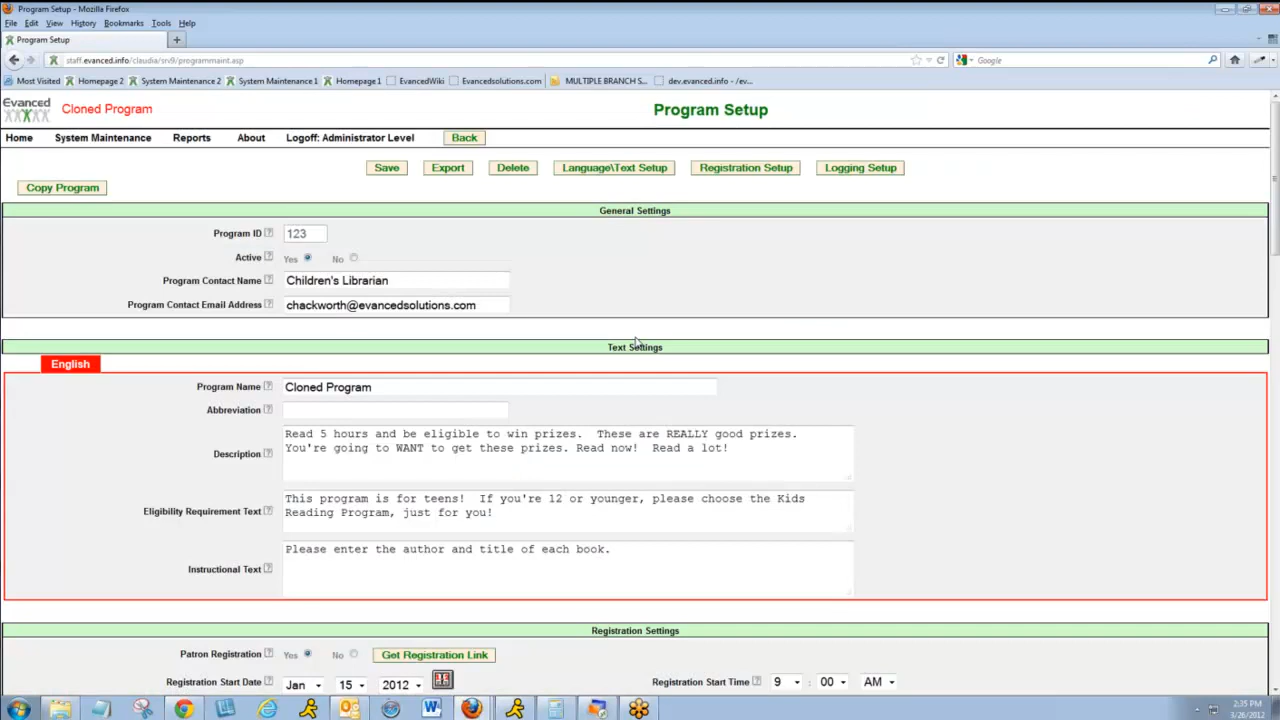 Program Setup - Mozilla Firefox
File Edit View History Bookmarks Tools Help
Program Setup +
staff.evanced.info/claudia/srv9/programmaint.asp Google
Most Visited Homepage 2 System Maintenance 2 System Maintenance 1 Homepage 1 EvancedWiki Evancedsolutions.com MULTIPLE BRANCH S... dev.evanced.info - /ev...
Evanced Cloned Program Program Setup
Home System Maintenance Reports About Logoff: Administrator Level Back
Save Export Delete Language\Text Setup Registration Setup Logging Setup
Copy Program
General Settings
Program ID ? 123
Active ? Yes No
Program Contact Name ? Children's Librarian
Program Contact Email Address ? chackworth@evancedsolutions.com
Text Settings
English
Program Name ? Cloned Program
Abbreviation ?
Read 5 hours and be eligible to win prizes. These are REALLY good prizes.
You're going to WANT to get these prizes. Read now! Read a lot!
Description ?
This program is for teens! If you're 12 or younger, please choose the Kids
Eligibility Requirement Text ? Reading Program, just for you!
Please enter the author and title of each book.
Instructional Text ?
Registration Settings
Patron Registration ? Yes No Get Registration Link
Registration Start Date ? Jan 15 2012 Registration Start Time ? 9 : 00 AM
2:35 PM
3/26/2012